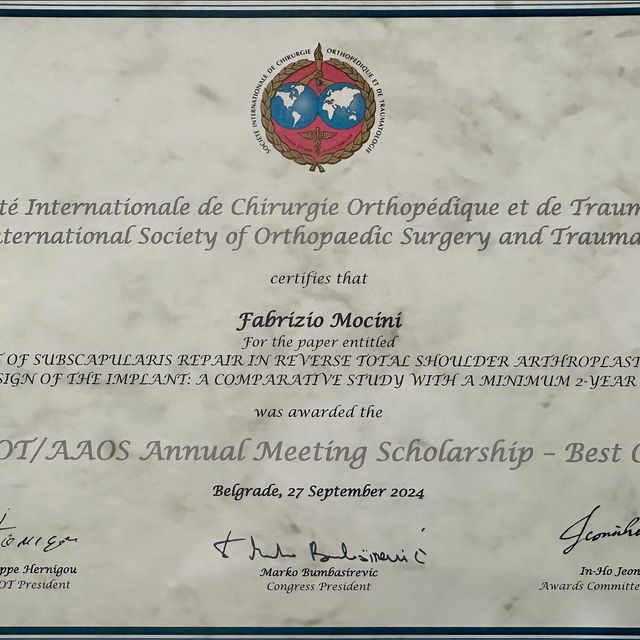 SOCIÉTÉ INTERNATIONALE DE CHIRURGIE ORTHOPÉDIQUE ET DE TRAUMATOLOGIE
té Internationale de Chirurgie Orthopédique et de Traum
nternational Society of Orthopaedic Surgery and Trauma
certifies that
Fabrizio Mocini
For the paper entitled
T OF SUBSCAPULARIS REPAIR IN REVERSE TOTAL SHOULDER ARTHROPLAST
SIGN OF THE IMPLANT: A COMPARATIVE STUDY WITH A MINIMUM 2-YEAR
was awarded the
OT/AAOS Annual Meeting Scholarship – Best O
Belgrade, 27 September 2024
ppe Hernigou
OT President
Marko Bumbasirevic
Congress President
In-Ho Jeon
Awards Committe